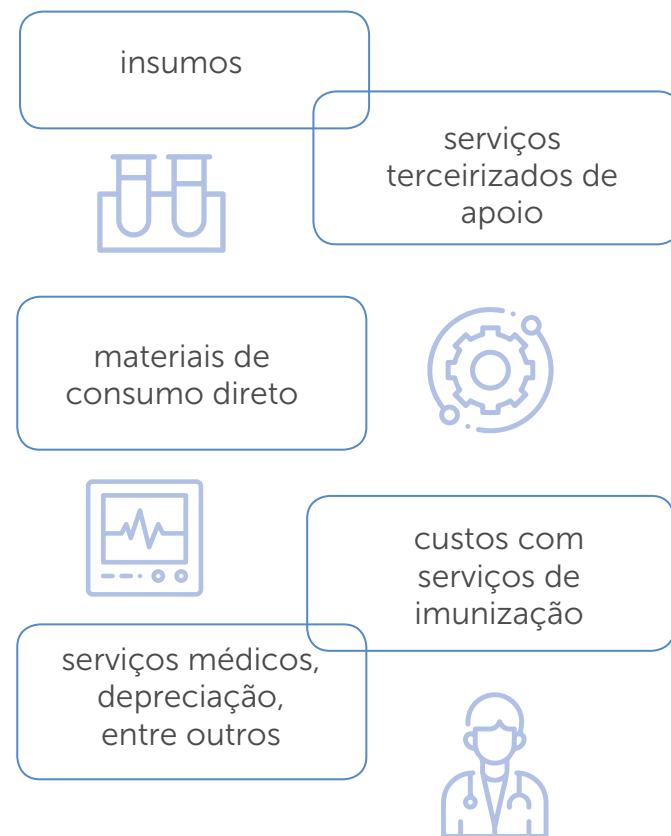 insumos
serviços
terceirizados de
apoio
materiais de
consumo direto
custos com
serviços de
imunização
serviços médicos,
depreciação,
entre outros